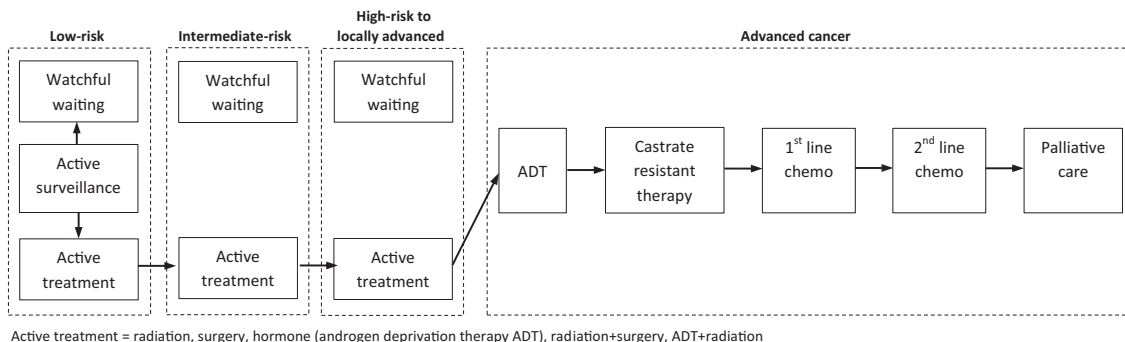 Low-risk
Intermediate-risk
High-risk to
locally advanced
Advanced cancer
Watchful
waiting
Active
surveillance
Active
treatment
Watchful
waiting
Active
treatment
Watchful
waiting
Active
treatment
ADT
Castrate
resistant
therapy
1st line
chemo
2nd line
chemo
Palliative
care
Active treatment = radiation, surgery, hormone (androgen deprivation therapy ADT), radiation+surgery, ADT+radiation